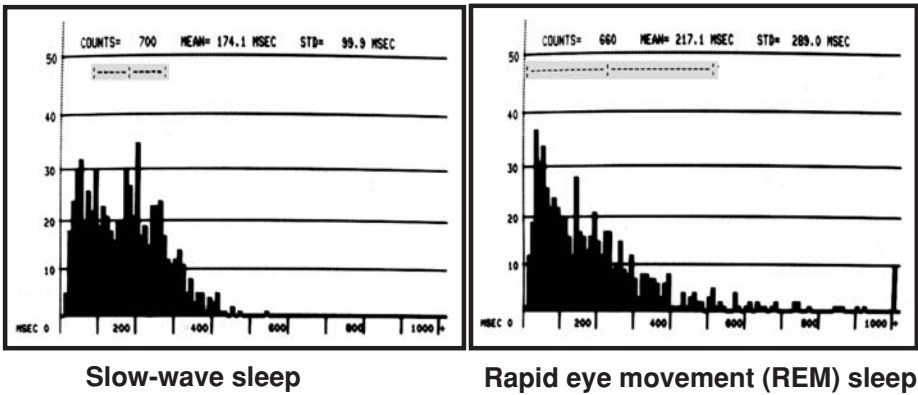 COUNTS= 700 MEAN= 174.1 MSEC STD= 99.9 MSEC
50
40
30
20
10
MSEC 0 200 400 600 800 1000 +
Slow-wave sleep
COUNTS= 660 MEAN= 217.1 MSEC STD= 289.0 MSEC
50
40
30
20
10
MSEC 0 200 400 600 800 1000 +
Rapid eye movement (REM) sleep